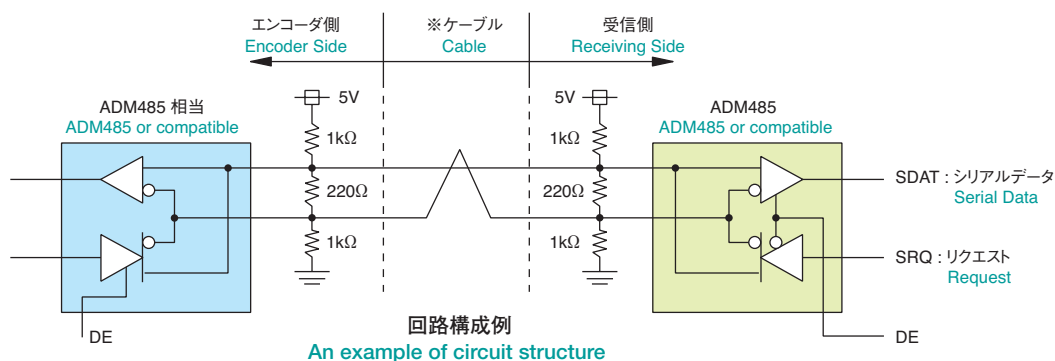 エンコーダ側
Encoder Side
※ケーブル
Cable
受信側
Receiving Side
ADM485 相当
ADM485 or compatible
5V
5V
ADM485
ADM485 or compatible
1kΩ
1kΩ
220Ω
220Ω
1kΩ
1kΩ
SDAT : シリアルデータ
Serial Data
SRQ : リクエスト
Request
DE
DE
回路構成例
An example of circuit structure